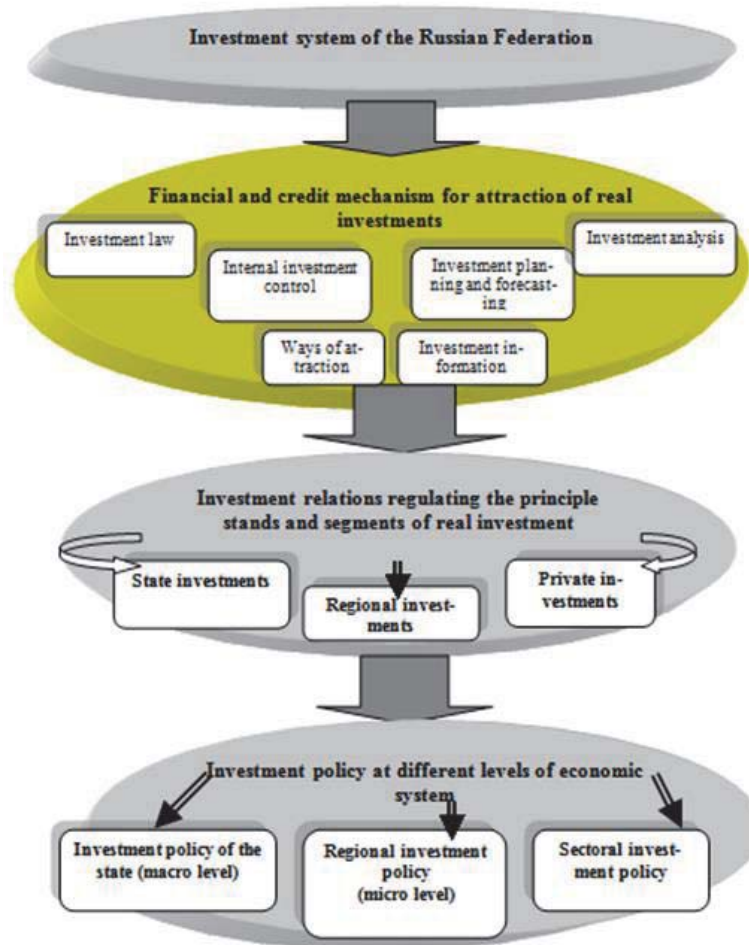 Investment system of the Russian Federation
Financial and credit mechanism for attraction of real
investments
Investment law
Investment analysis
Internal investment
control
Investment plan-
ning and forecast-
ing
Ways of at-
traction
Investment in-
formation
Investment relations regulating the principle
stands and segments of real investment
State investments
Regional invest-
ments
Private in-
vestments
Investment policy at different levels of economic
system
Investment policy of the
state (macro level)
Regional investment
policy
(micro level)
Sectoral invest-
ment policy